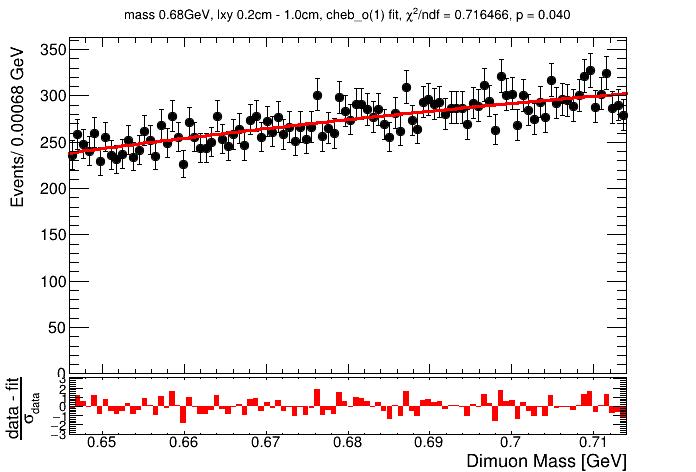 mass 0.68GeV, lxy 0.2cm - 1.0cm, cheb_o(1) fit, χ²/ndf = 0.716466, p = 0.040
Events/ 0.00068 GeV
350
300
250
200
150
100
50
0
data - fit
σ_data
3
2
1
0
−1
−2
−3
0.65 0.66 0.67 0.68 0.69 0.7 0.71
Dimuon Mass [GeV]